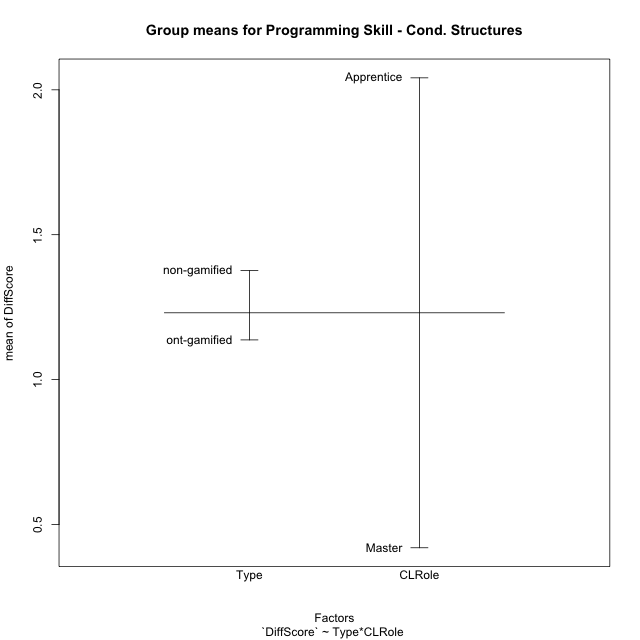 Group means for Programming Skill - Cond. Structures
Apprentice
2.0
1.5
non-gamified
mean of DiffScore
ont-gamified
1.0
0.5
Master
Type CLRole
Factors
`DiffScore` ~ Type*CLRole